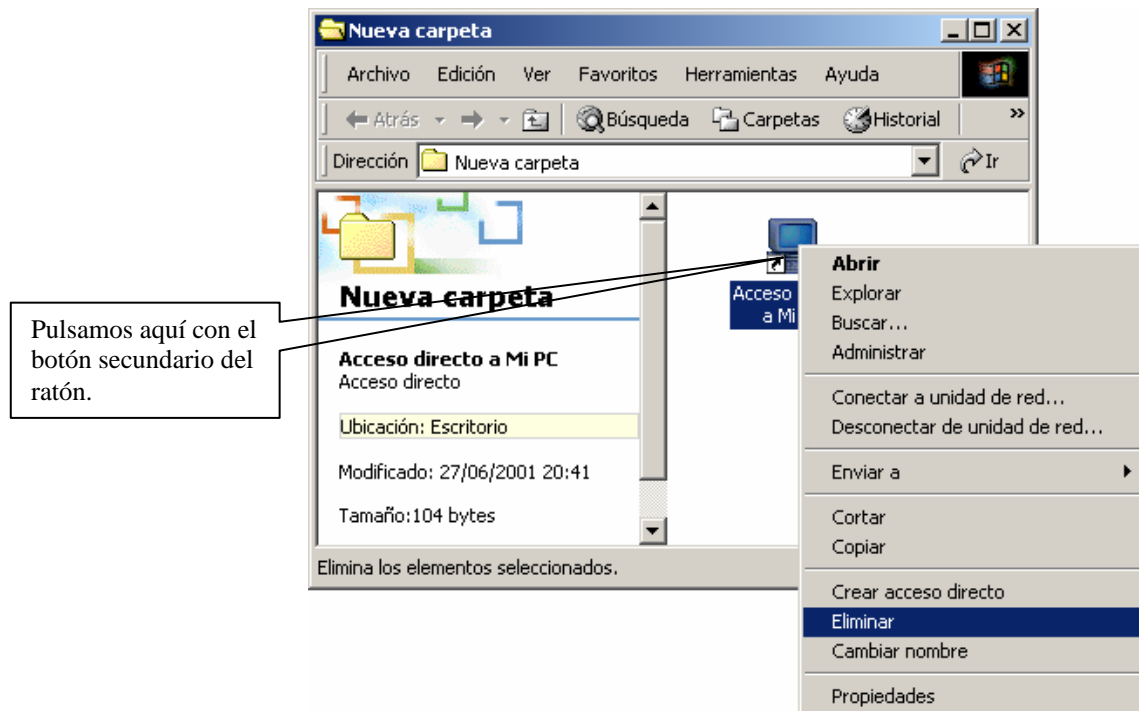 Nueva carpeta
Archivo Edición Ver Favoritos Herramientas Ayuda
Atrás Búsqueda Carpetas Historial »
Dirección Nueva carpeta Ir
Nueva carpeta
Acceso directo a Mi PC
Acceso directo
Ubicación: Escritorio
Modificado: 27/06/2001 20:41
Tamaño:104 bytes
Elimina los elementos seleccionados.
Pulsamos aquí con el
botón secundario del
ratón.
Acceso
a Mi
Abrir
Explorar
Buscar...
Administrar
Conectar a unidad de red...
Desconectar de unidad de red...
Enviar a
Cortar
Copiar
Crear acceso directo
Eliminar
Cambiar nombre
Propiedades